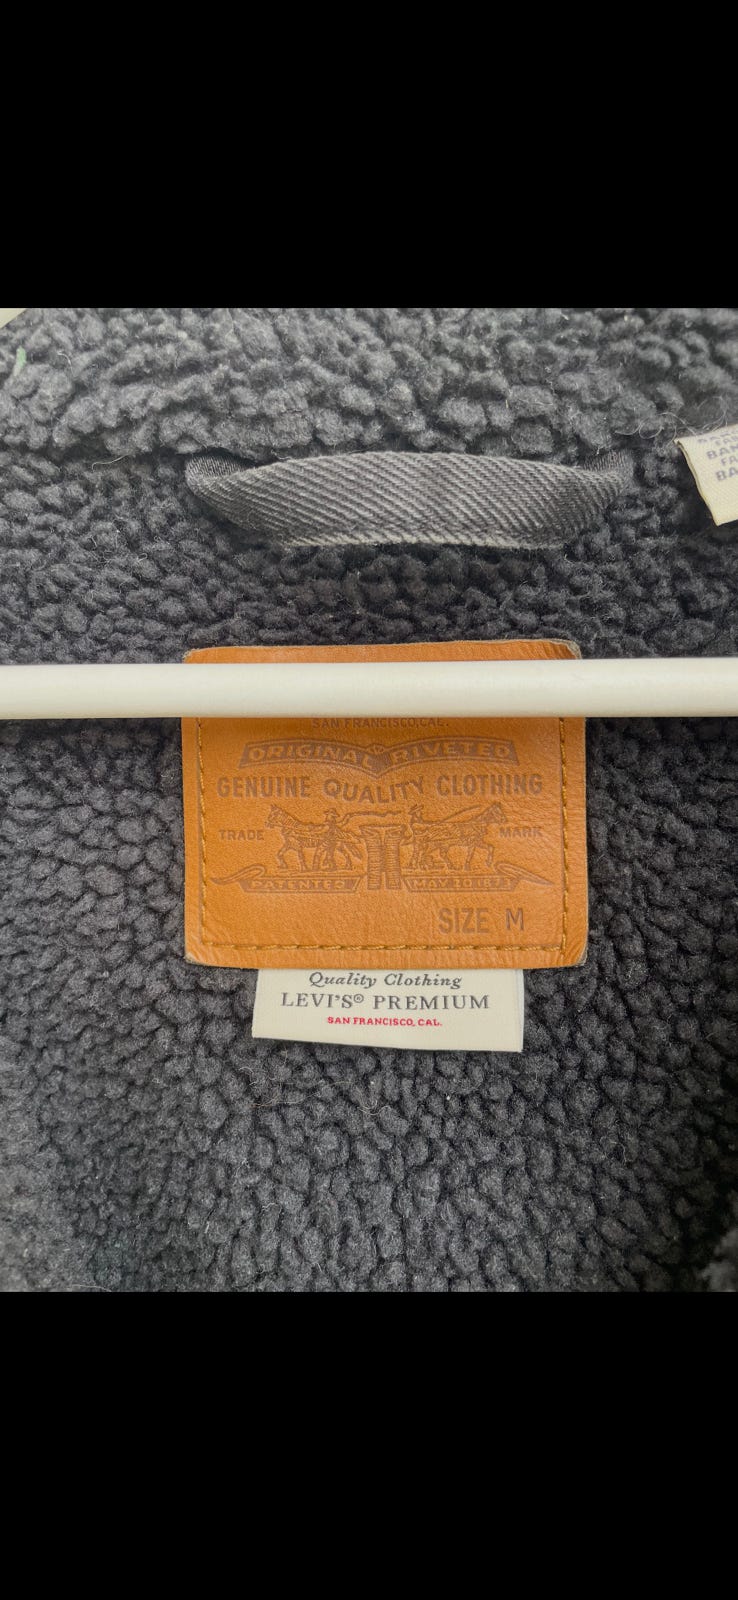 SAN FRANCISCO, CAL.
ORIGINAL RIVETED
GENUINE QUALITY CLOTHING
TRADE MARK
PATENTED MAY 20 1873
SIZE M
Quality Clothing
LEVI'S® PREMIUM
SAN FRANCISCO, CAL.